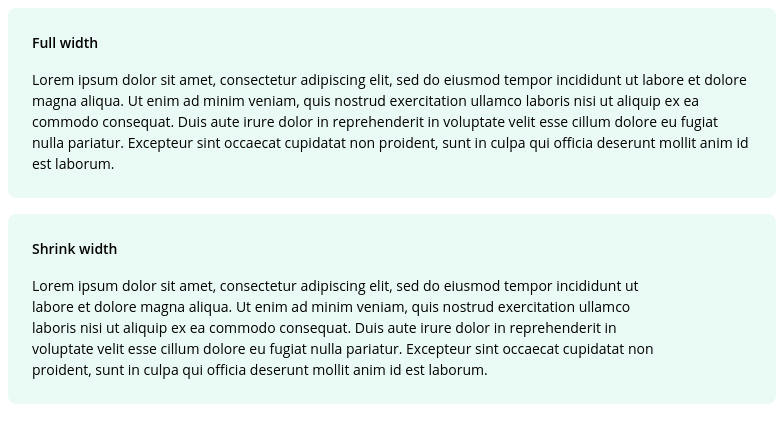 Full width
Lorem ipsum dolor sit amet, consectetur adipiscing elit, sed do eiusmod tempor incididunt ut labore et dolore
magna aliqua. Ut enim ad minim veniam, quis nostrud exercitation ullamco laboris nisi ut aliquip ex ea
commodo consequat. Duis aute irure dolor in reprehenderit in voluptate velit esse cillum dolore eu fugiat
nulla pariatur. Excepteur sint occaecat cupidatat non proident, sunt in culpa qui officia deserunt mollit anim id
est laborum.
Shrink width
Lorem ipsum dolor sit amet, consectetur adipiscing elit, sed do eiusmod tempor incididunt ut
labore et dolore magna aliqua. Ut enim ad minim veniam, quis nostrud exercitation ullamco
laboris nisi ut aliquip ex ea commodo consequat. Duis aute irure dolor in reprehenderit in
voluptate velit esse cillum dolore eu fugiat nulla pariatur. Excepteur sint occaecat cupidatat non
proident, sunt in culpa qui officia deserunt mollit anim id est laborum.